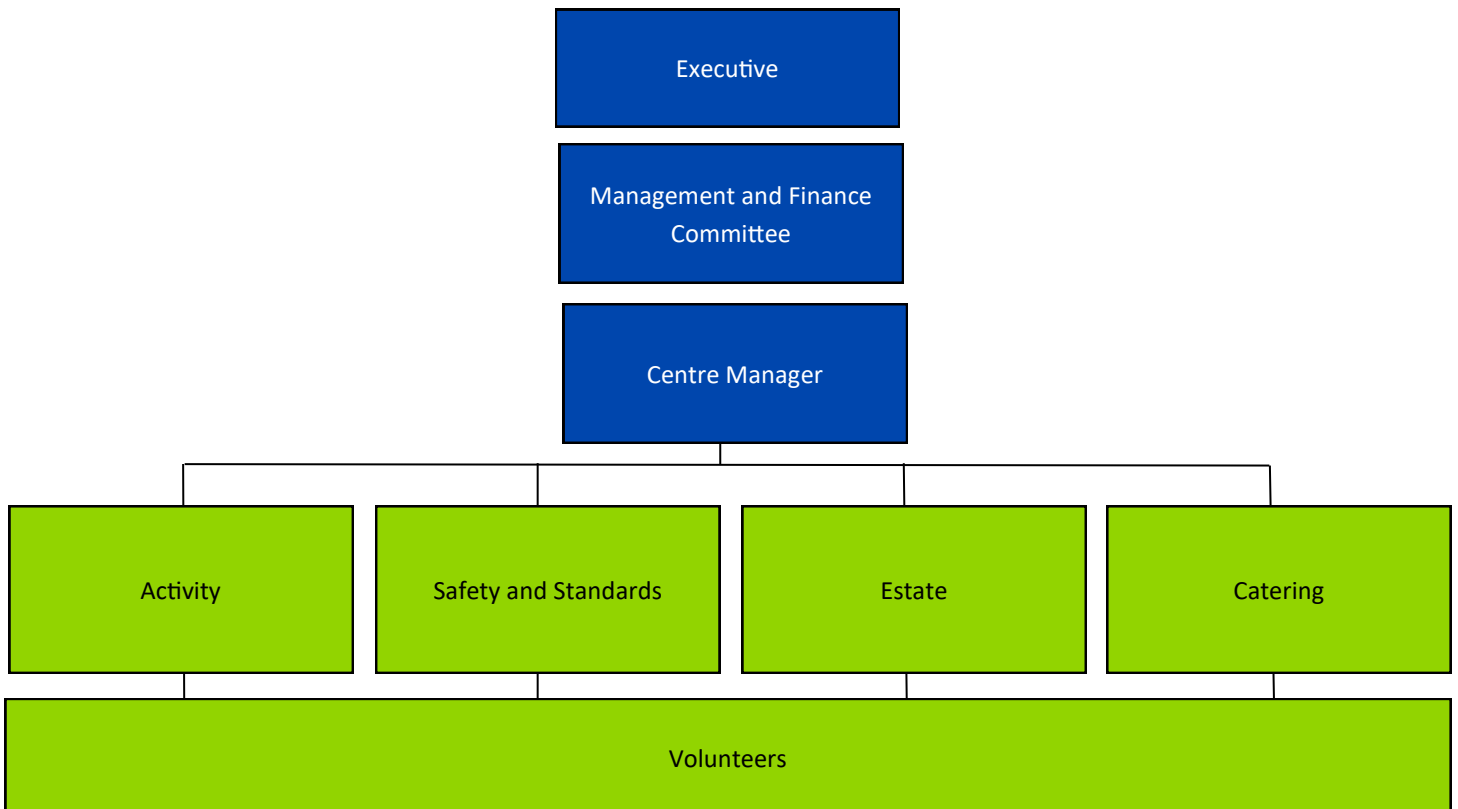 Executive
Management and Finance
Committee
Centre Manager
Activity
Safety and Standards
Estate
Catering
Volunteers